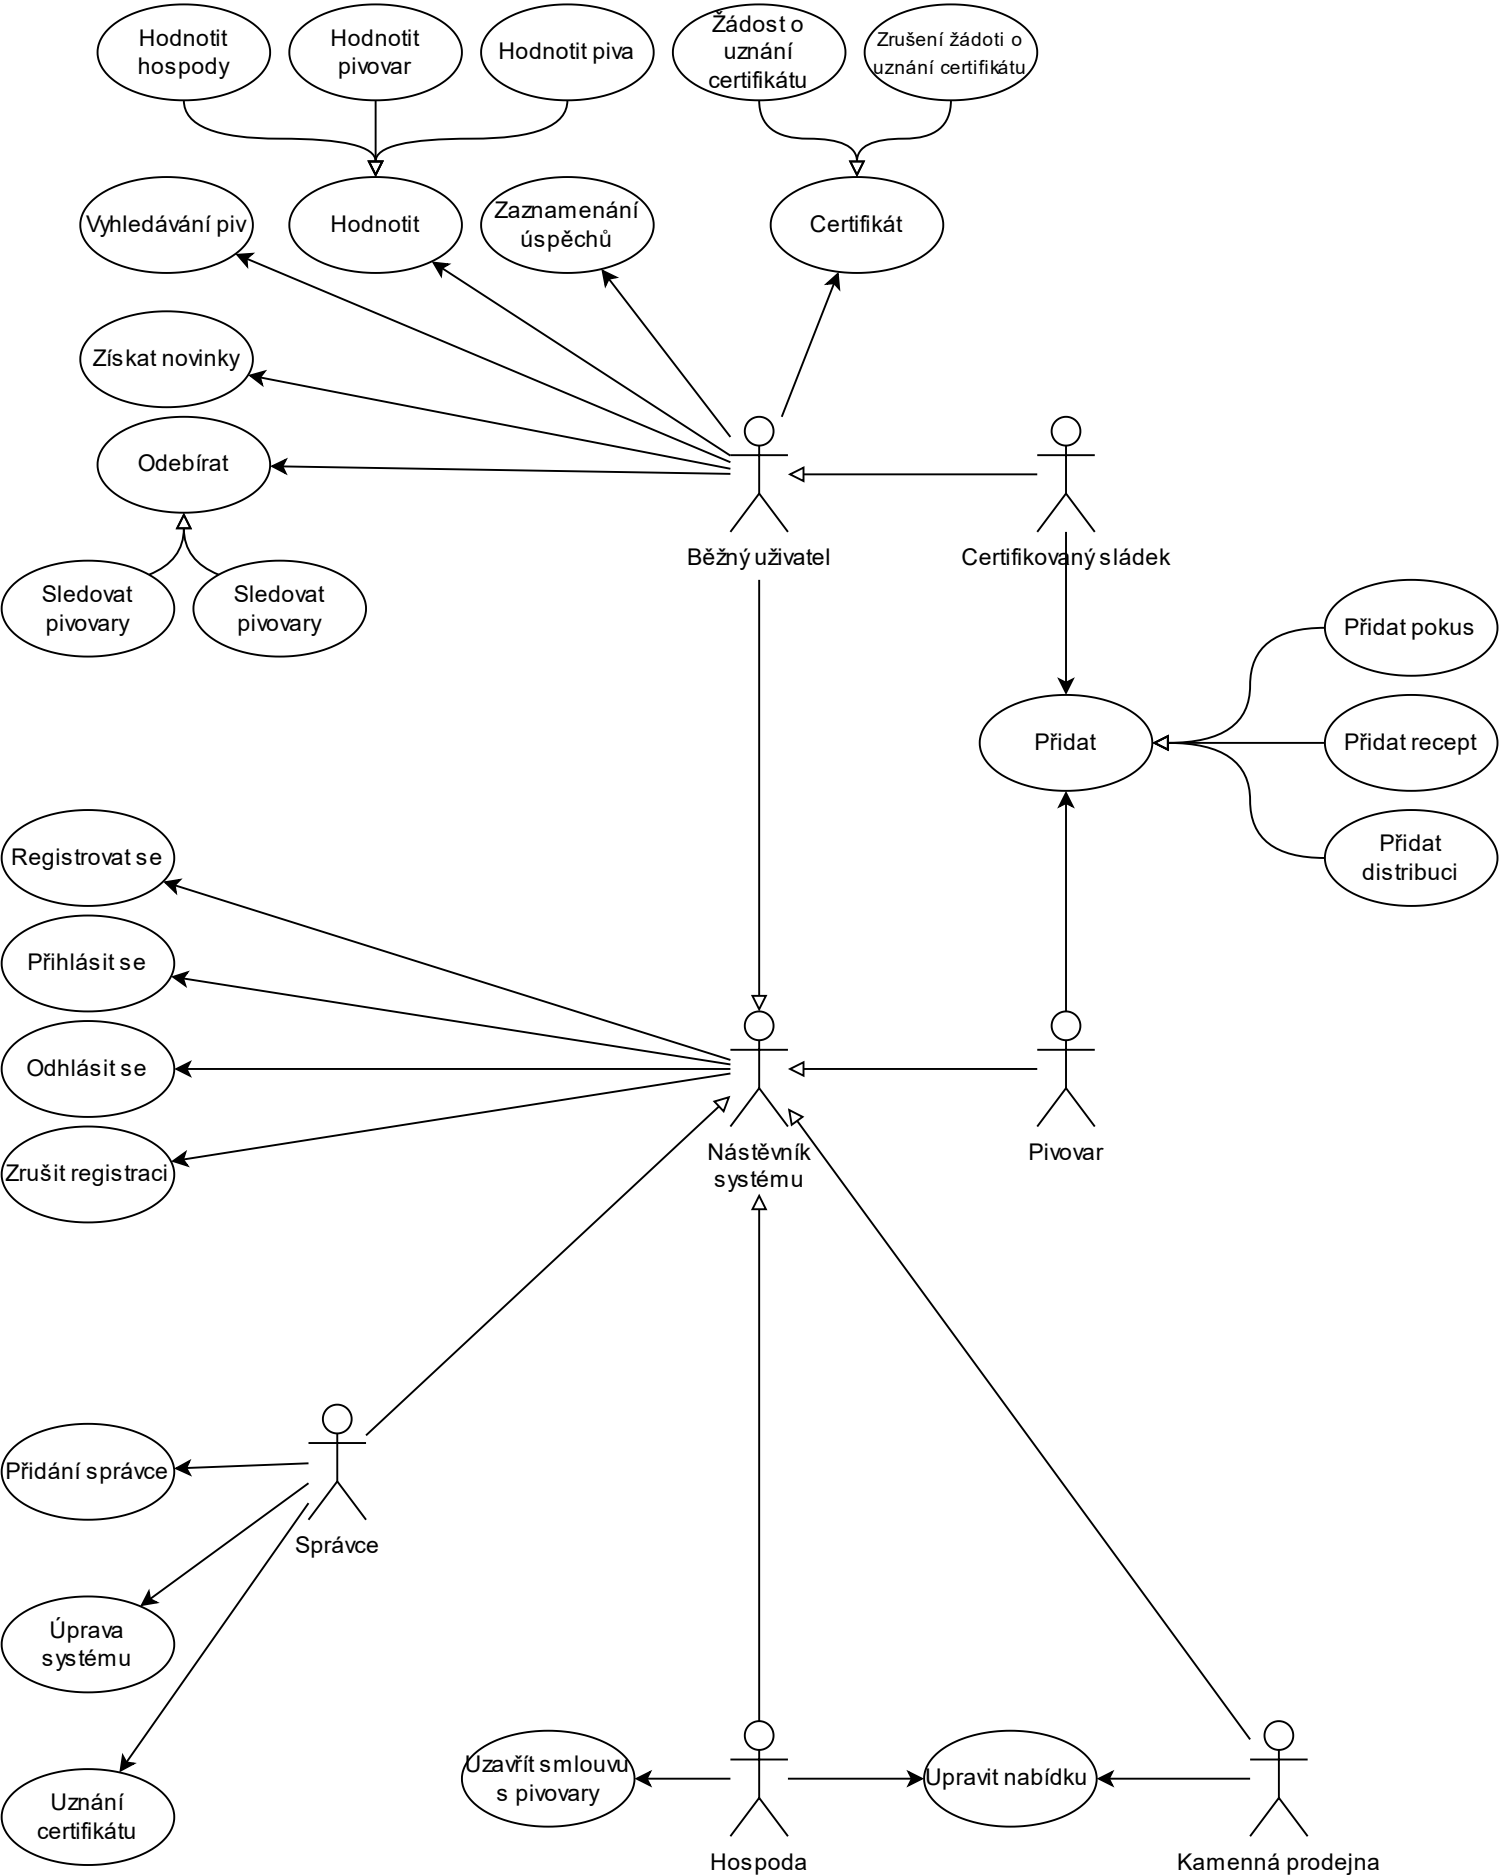 Hodnotit
hospody
Hodnotit
pivovar
Hodnotit piva
Žádost o
uznání
certifikátu
Zrušení žádoti o
uznání certifikátu
Vyhledávání piv
Hodnotit
Zaznamenání
úspěchů
Certifikát
Získat novinky
Odebírat
Sledovat
pivovary
Sledovat
pivovary
Běžný uživatel
Certifikovaný sládek
Přidat pokus
Přidat
Přidat recept
Přidat
distribuci
Registrovat se
Přihlásit se
Odhlásit se
Zrušit registraci
Nástěvník
systému
Pivovar
Přidání správce
Správce
Úprava
systému
Uznání
certifikátu
Uzavřít smlouvu
s pivovary
Upravit nabídku
Hospoda
Kamenná prodejna